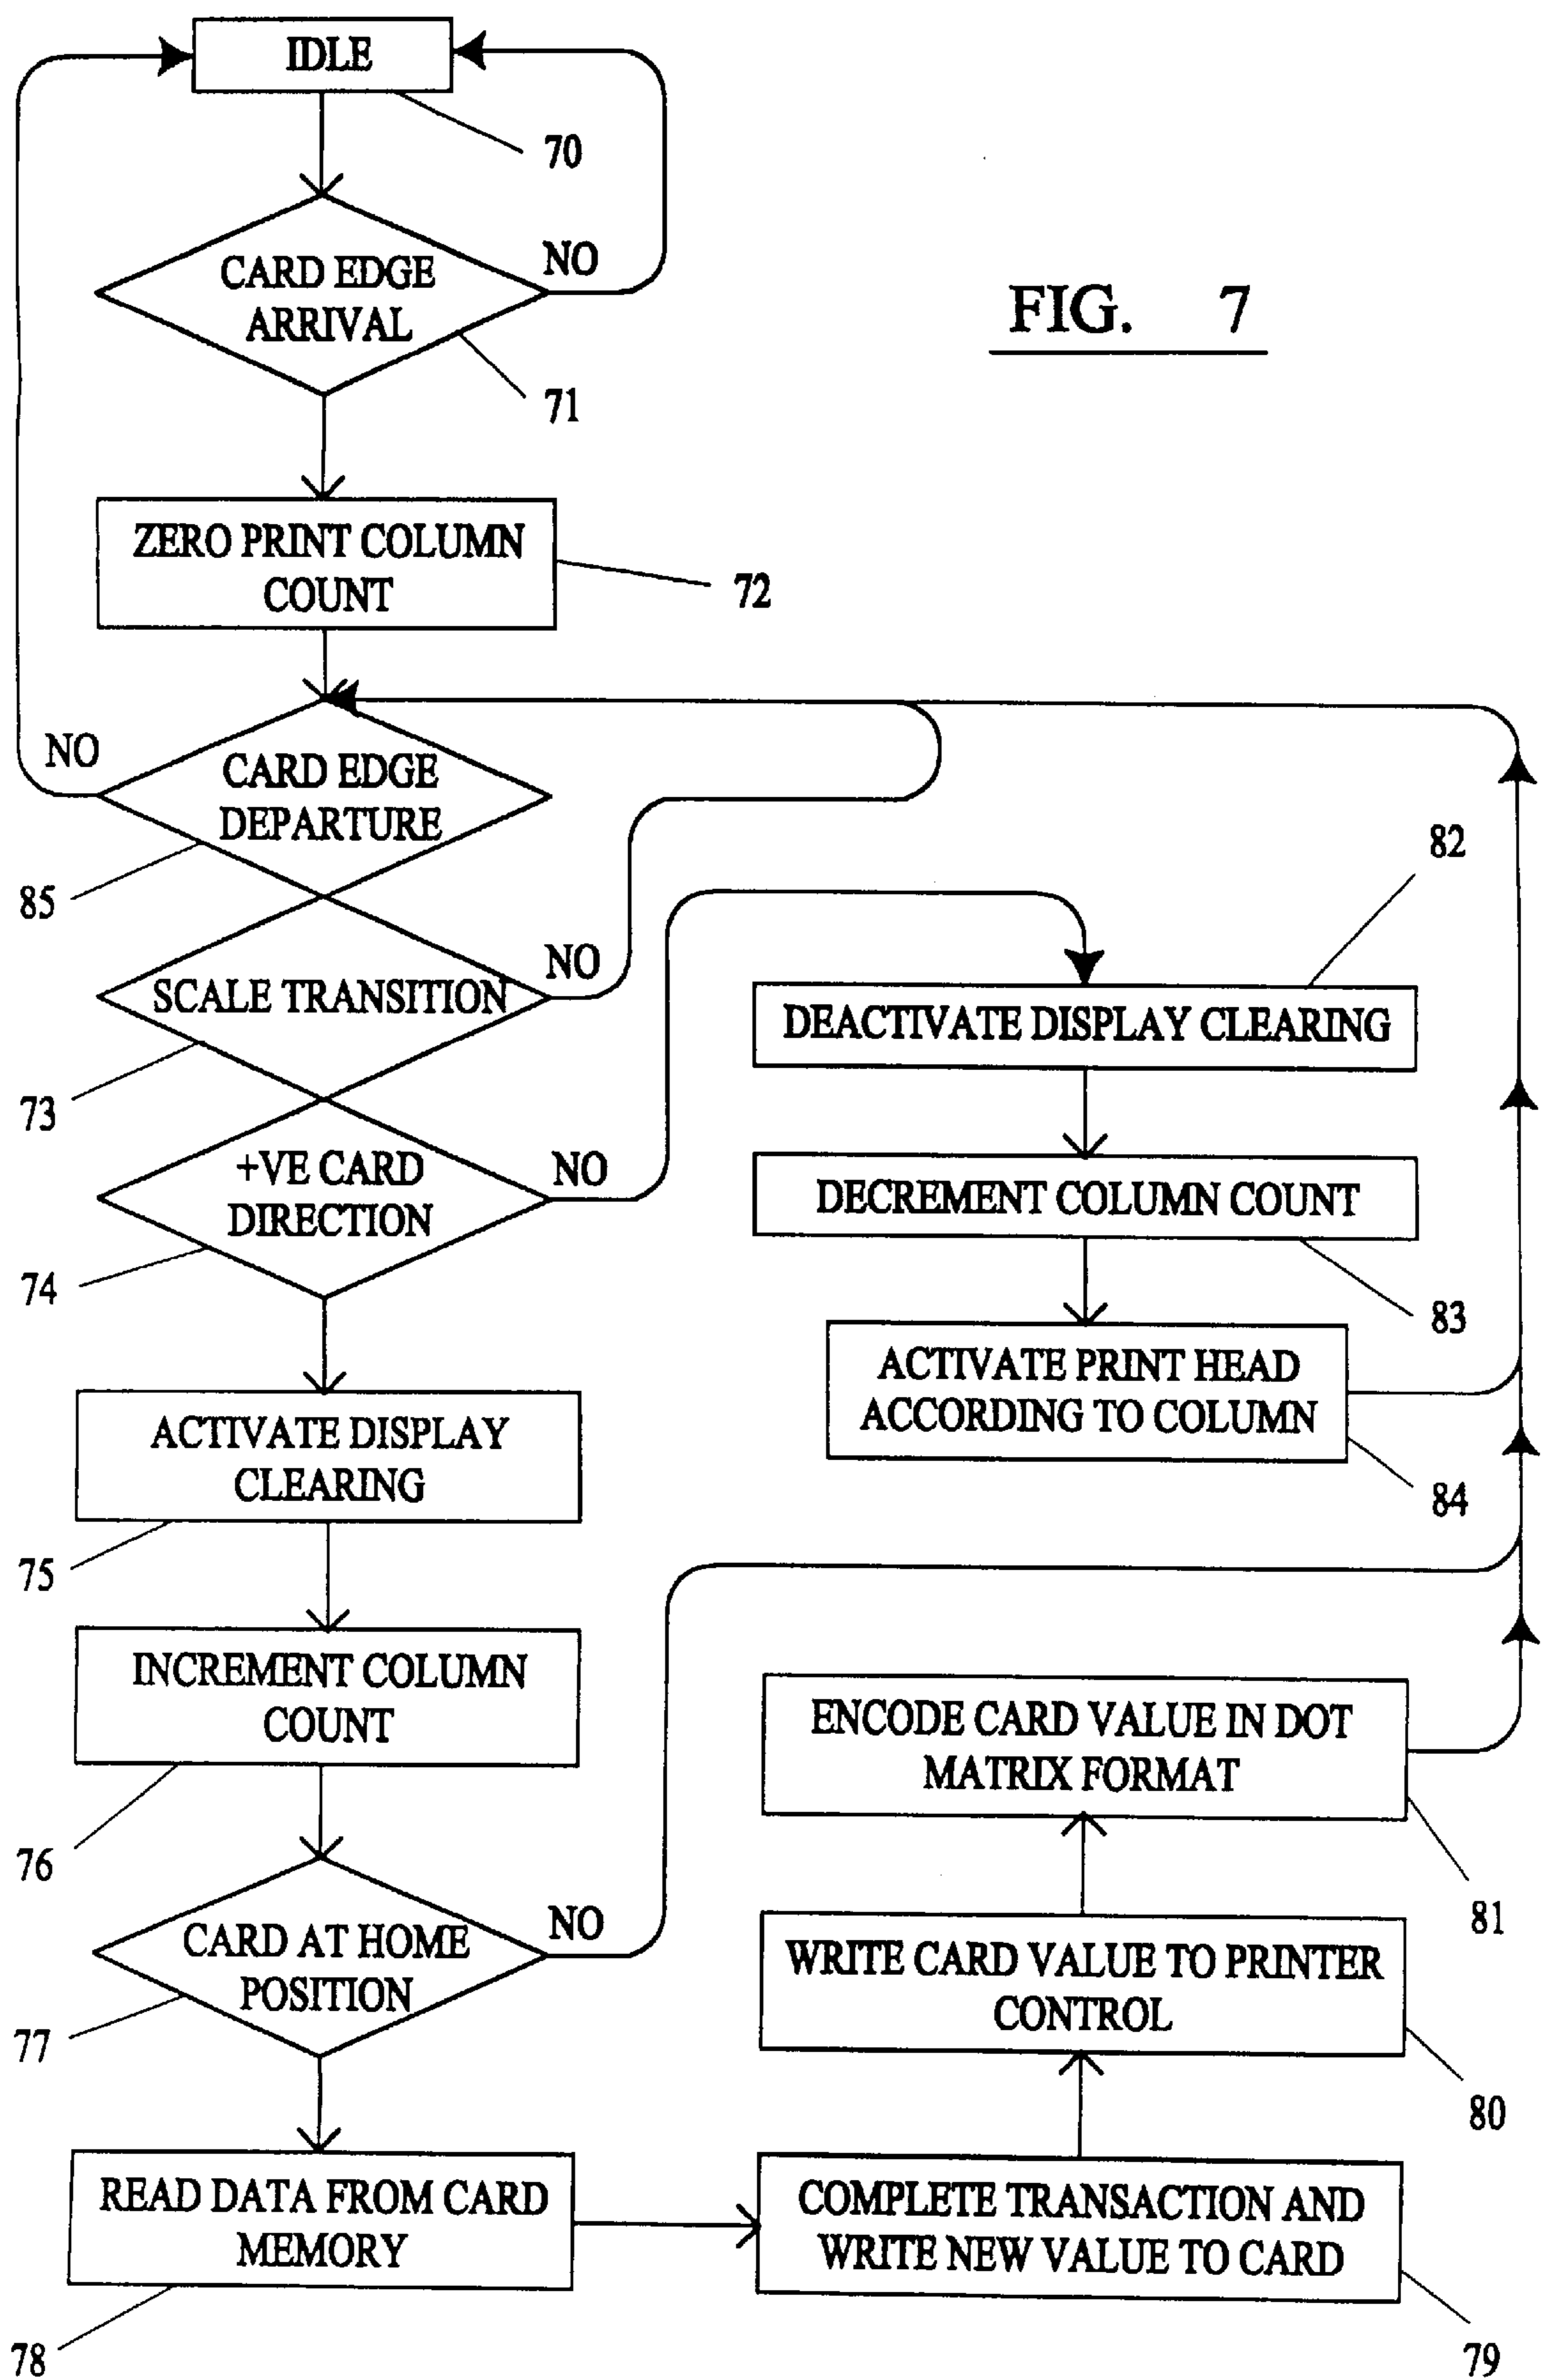 IDLE
70
NO
CARD EDGE
ARRIVAL
FIG. 7
71
ZERO PRINT COLUMN
COUNT
72
NO
CARD EDGE
DEPARTURE
85
NO
SCALE TRANSITION
73
82
DEACTIVATE DISPLAY CLEARING
+VE CARD
DIRECTION
NO
74
DECREMENT COLUMN COUNT
83
ACTIVATE PRINT HEAD
ACCORDING TO COLUMN
84
ACTIVATE DISPLAY
CLEARING
75
INCREMENT COLUMN
COUNT
76
ENCODE CARD VALUE IN DOT
MATRIX FORMAT
81
CARD AT HOME
POSITION
NO
77
WRITE CARD VALUE TO PRINTER
CONTROL
80
READ DATA FROM CARD
MEMORY
78
COMPLETE TRANSACTION AND
WRITE NEW VALUE TO CARD
79